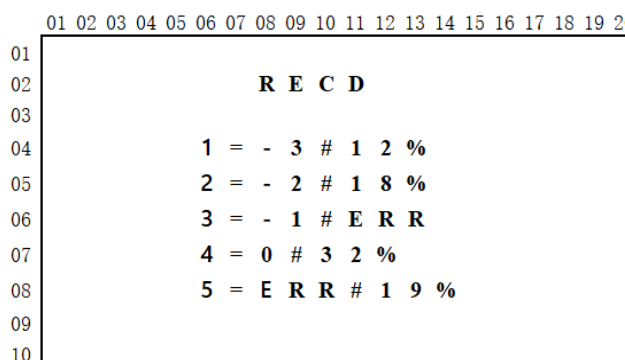 01 02 03 04 05 06 07 08 09 10 11 12 13 14 15 16 17 18 19 2
01
02 R E C D
03
04 1 = - 3 # 1 2 %
05 2 = - 2 # 1 8 %
06 3 = - 1 # E R R
07 4 = 0 # 3 2 %
08 5 = E R R # 1 9 %
09
10